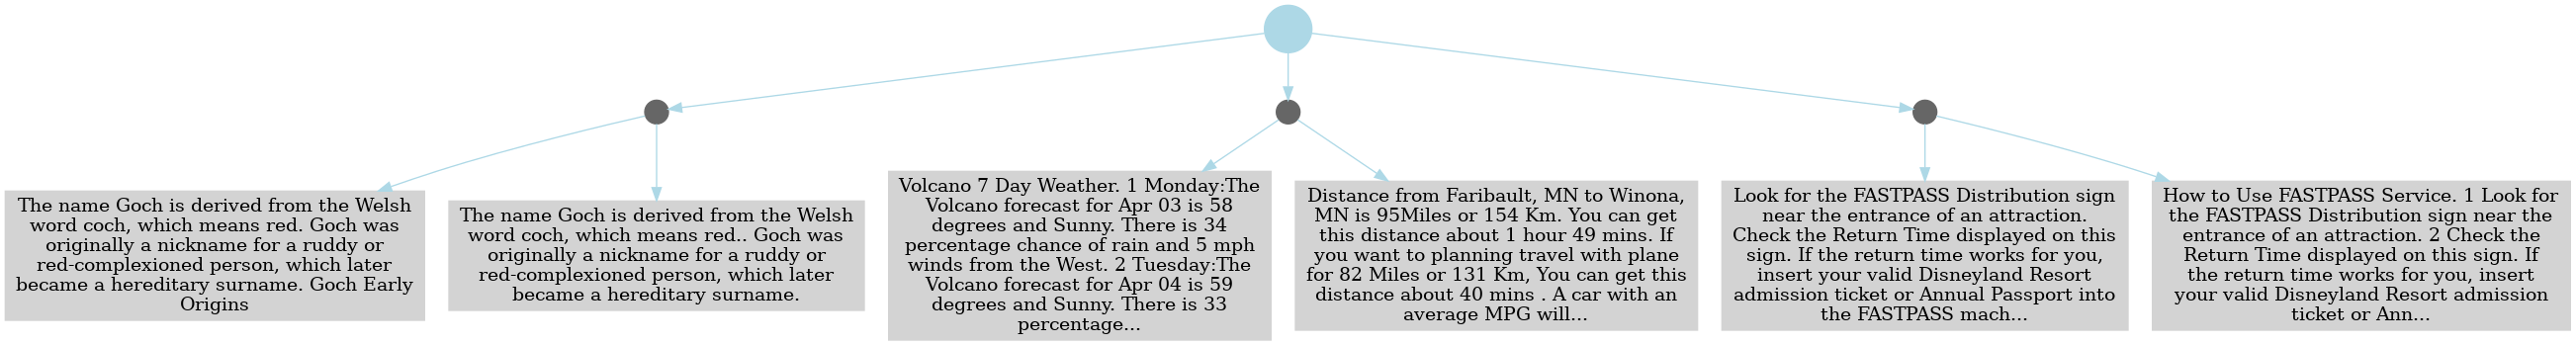 The name Goch is derived from the Welsh
word coch, which means red. Goch was
originally a nickname for a ruddy or
red-complexioned person, which later
became a hereditary surname. Goch Early
Origins
The name Goch is derived from the Welsh
word coch, which means red.. Goch was
originally a nickname for a ruddy or
red-complexioned person, which later
became a hereditary surname.
Volcano 7 Day Weather. 1 Monday:The
Volcano forecast for Apr 03 is 58
degrees and Sunny. There is 34
percentage chance of rain and 5 mph
winds from the West. 2 Tuesday:The
Volcano forecast for Apr 04 is 59
degrees and Sunny. There is 33
percentage...
Distance from Faribault, MN to Winona,
MN is 95Miles or 154 Km. You can get
this distance about 1 hour 49 mins. If
you want to planning travel with plane
for 82 Miles or 131 Km, You can get this
distance about 40 mins . A car with an
average MPG will...
Look for the FASTPASS Distribution sign
near the entrance of an attraction.
Check the Return Time displayed on this
sign. If the return time works for you,
insert your valid Disneyland Resort
admission ticket or Annual Passport into
the FASTPASS mach...
How to Use FASTPASS Service. 1 Look for
the FASTPASS Distribution sign near the
entrance of an attraction. 2 Check the
Return Time displayed on this sign. If
the return time works for you, insert
your valid Disneyland Resort admission
ticket or Ann...